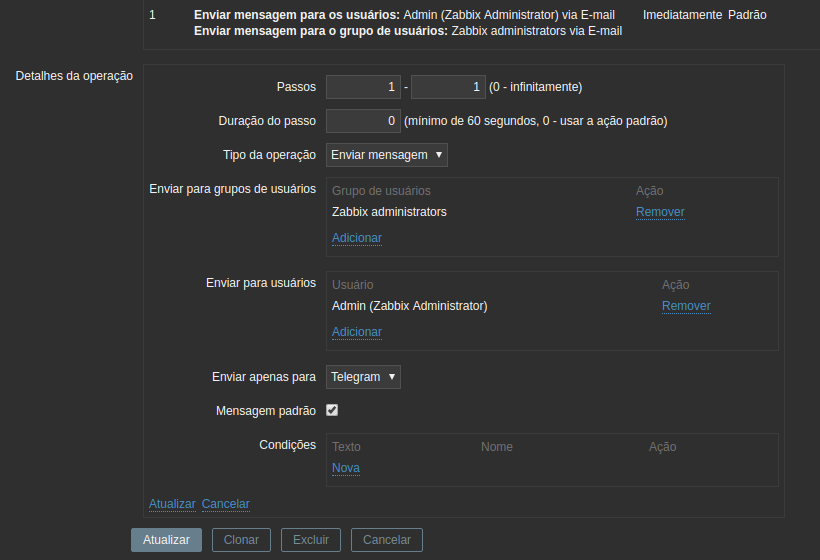 1 Enviar mensagem para os usuários: Admin (Zabbix Administrator) via E-mail Imediatamente Padrão
Enviar mensagem para o grupo de usuários: Zabbix administrators via E-mail
Detalhes da operação
Passos 1 - 1 (0 - infinitamente)
Duração do passo 0 (mínimo de 60 segundos, 0 - usar a ação padrão)
Tipo da operação Enviar mensagem
Enviar para grupos de usuários Grupo de usuários Ação
Zabbix administrators Remover
Adicionar
Enviar para usuários Usuário Ação
Admin (Zabbix Administrator) Remover
Adicionar
Enviar apenas para Telegram
Mensagem padrão
Condições Texto Nome Ação
Nova
Atualizar Cancelar
Atualizar Clonar Excluir Cancelar